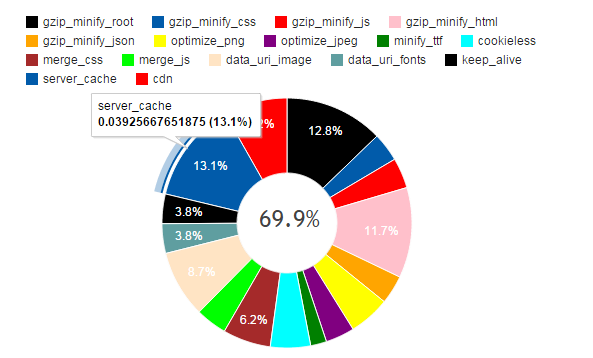 gzip_minify_root gzip_minify_css gzip_minify_js gzip_minify_html
gzip_minify_json optimize_png optimize_jpeg minify_ttf cookieless
merge_css merge_js data_uri_image data_uri_fonts keep_alive
server_cache cdn
server_cache
0.03925667651875 (13.1%)
2%
12.8%
13.1%
3.8%
3.8%
69.9%
11.7%
8.7%
6.2%